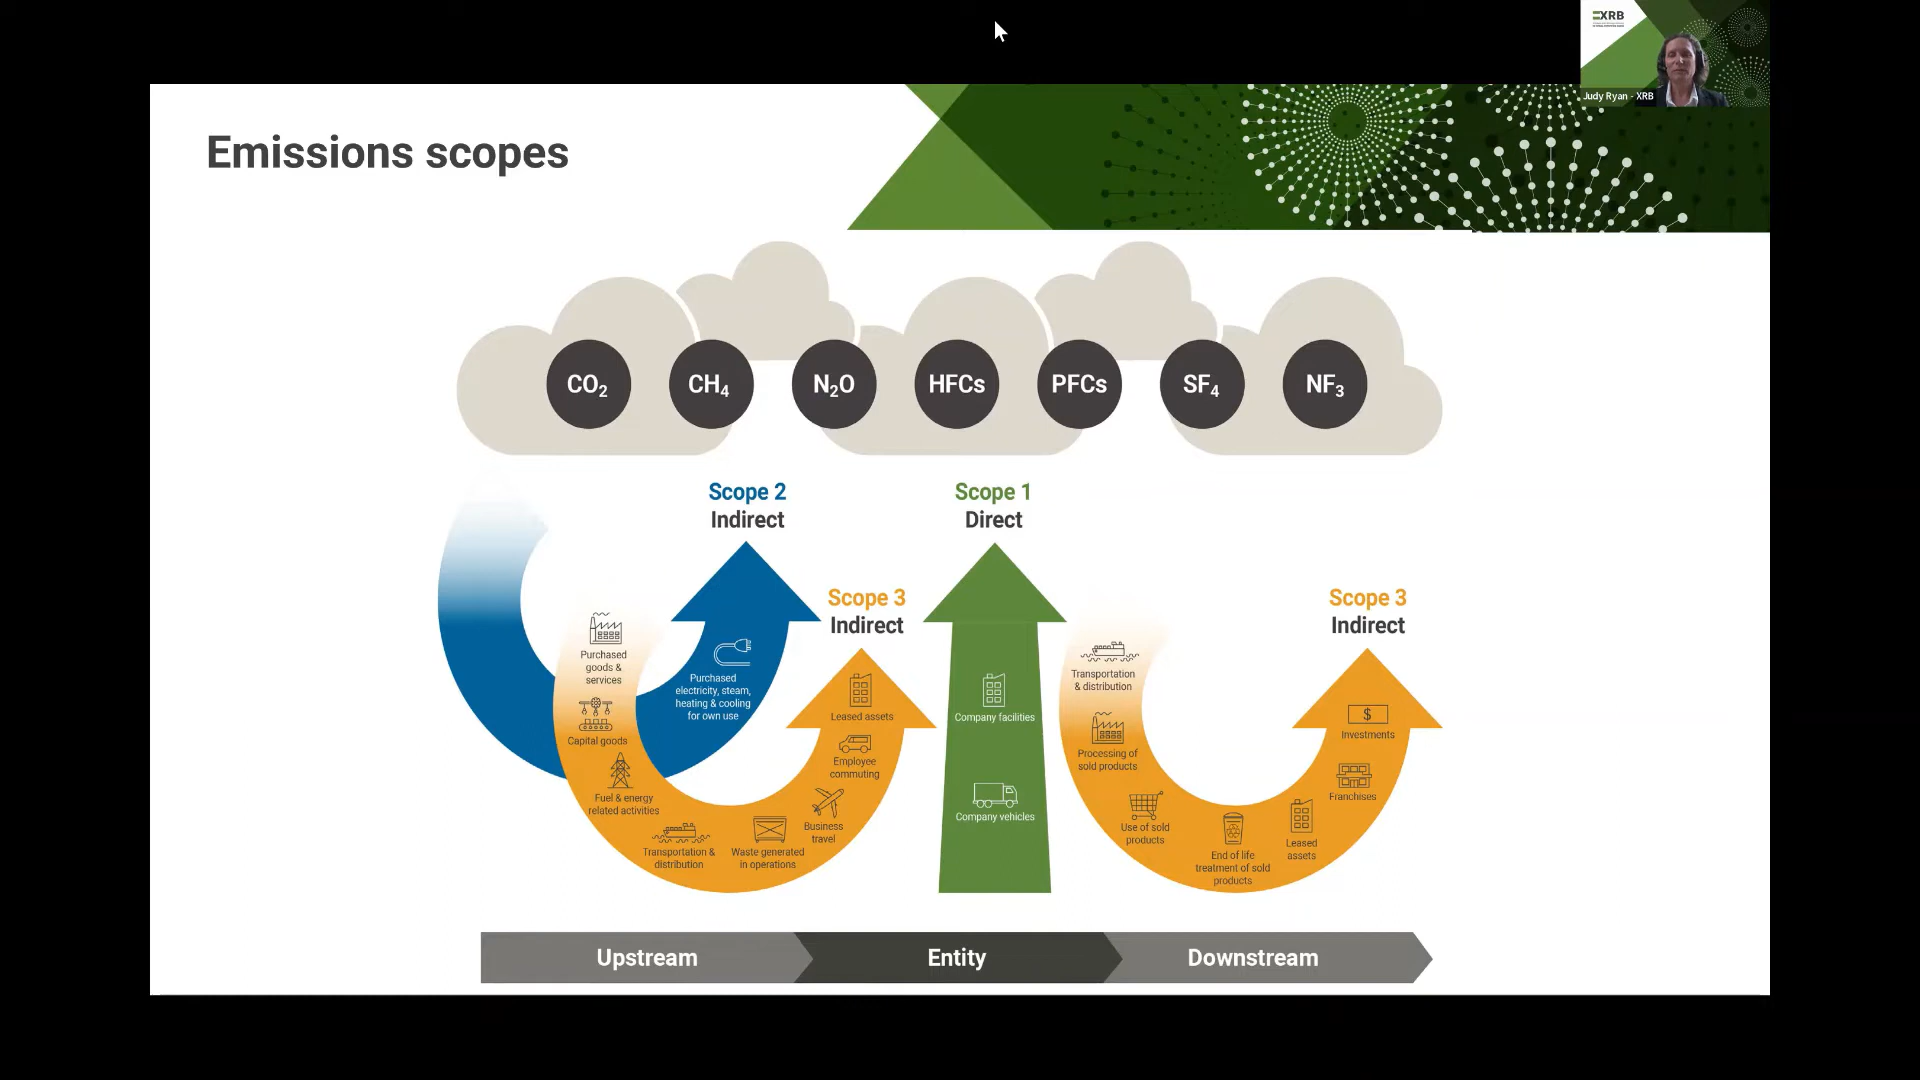 XRB
Judy Ryan - XRB
Emissions scopes
CO₂
CH₄
N₂O
HFCs
PFCs
SF₄
NF₃
Scope 2
Indirect
Scope 1
Direct
Scope 3
Indirect
Scope 3
Indirect
Purchased
goods &
services
Capital goods
Fuel & energy
related activities
Transportation &
distribution
Waste generated
in operations
Business
travel
Employee
commuting
Leased assets
Purchased
electricity, steam,
heating & cooling
for own use
Company facilities
Company vehicles
Transportation
& distribution
Processing of
sold products
Use of sold
products
End of life
treatment of sold
products
Leased
assets
Franchises
$
Investments
Upstream
Entity
Downstream